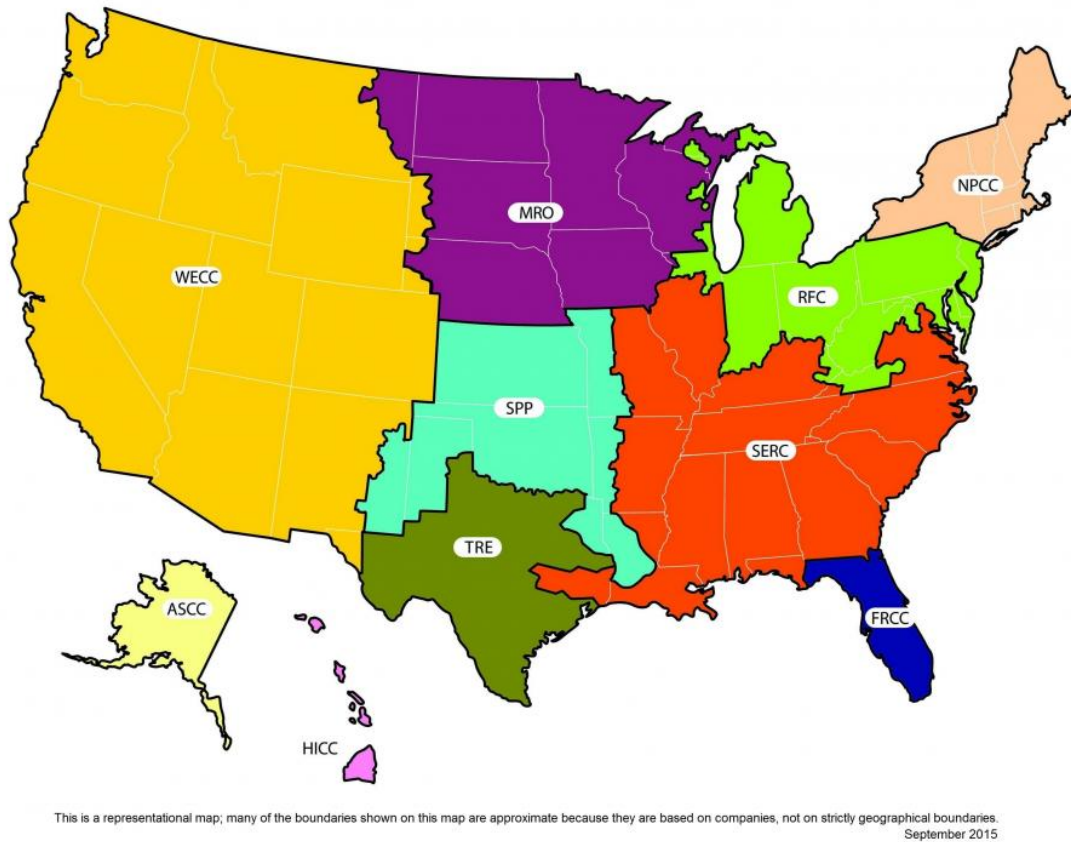 NPCC
MRO
WECC
RFC
SPP
SERC
TRE
ASCC
FRCC
HICC
This is a representational map; many of the boundaries shown on this map are approximate because they are based on companies, not on strictly geographical boundaries.
September 2015